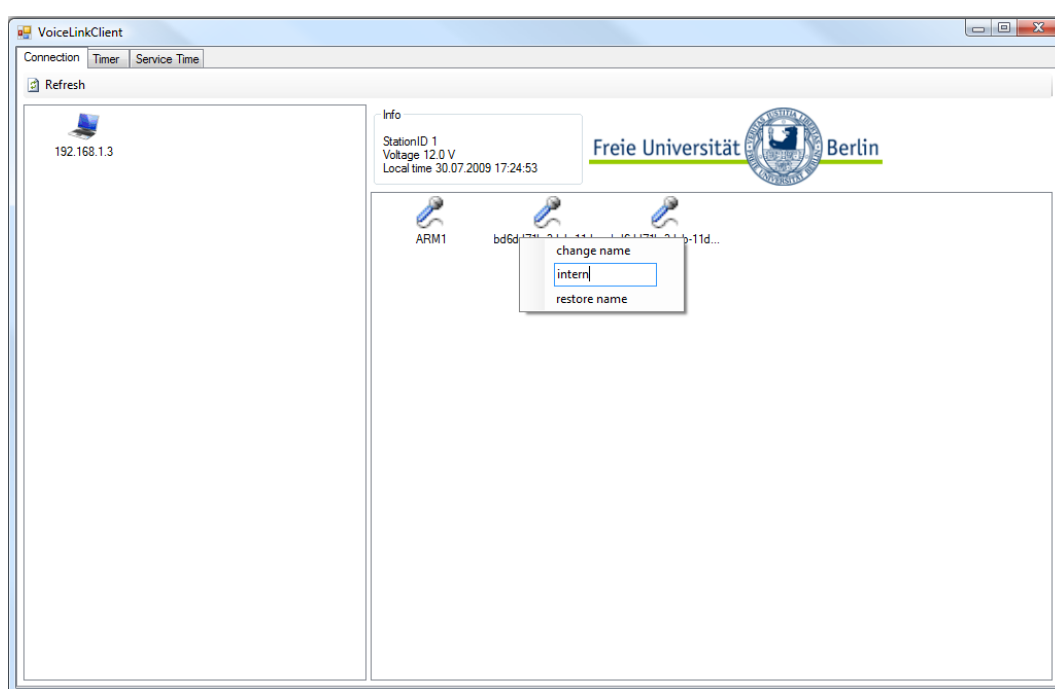 VoiceLinkClient
Connection Timer Service Time
Refresh
192.168.1.3
Info
StationID 1
Voltage 12.0 V
Local time 30.07.2009 17:24:53
Freie Universität Berlin
ARM1
change name
intern
restore name